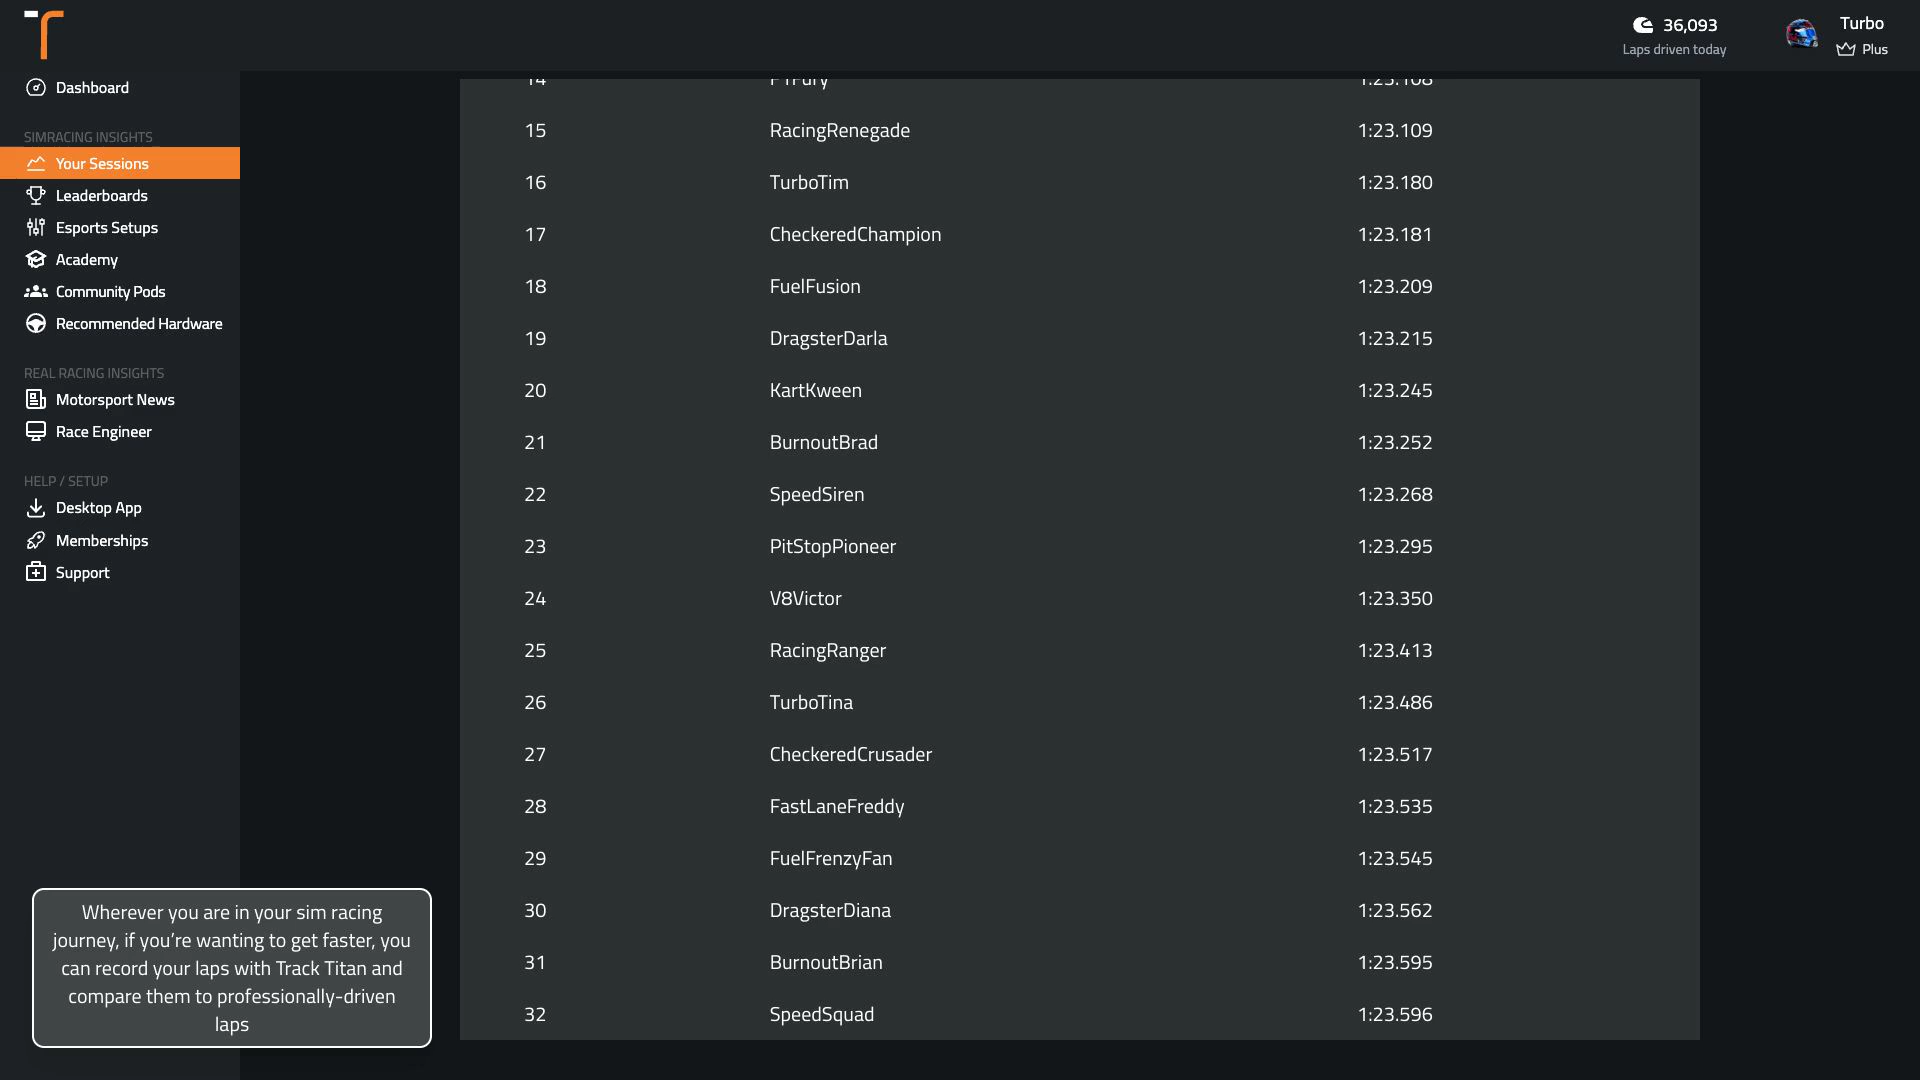 36,093
Laps driven today
Turbo
Plus
Dashboard
SIMRACING INSIGHTS
Your Sessions
Leaderboards
Esports Setups
Academy
Community Pods
Recommended Hardware
REAL RACING INSIGHTS
Motorsport News
Race Engineer
HELP / SETUP
Desktop App
Memberships
Support
14 F1Fury 1:23.108
15 RacingRenegade 1:23.109
16 TurboTim 1:23.180
17 CheckeredChampion 1:23.181
18 FuelFusion 1:23.209
19 DragsterDarla 1:23.215
20 KartKween 1:23.245
21 BurnoutBrad 1:23.252
22 SpeedSiren 1:23.268
23 PitStopPioneer 1:23.295
24 V8Victor 1:23.350
25 RacingRanger 1:23.413
26 TurboTina 1:23.486
27 CheckeredCrusader 1:23.517
28 FastLaneFreddy 1:23.535
29 FuelFrenzyFan 1:23.545
30 DragsterDiana 1:23.562
31 BurnoutBrian 1:23.595
32 SpeedSquad 1:23.596
Wherever you are in your sim racing
journey, if you’re wanting to get faster, you
can record your laps with Track Titan and
compare them to professionally-driven
laps